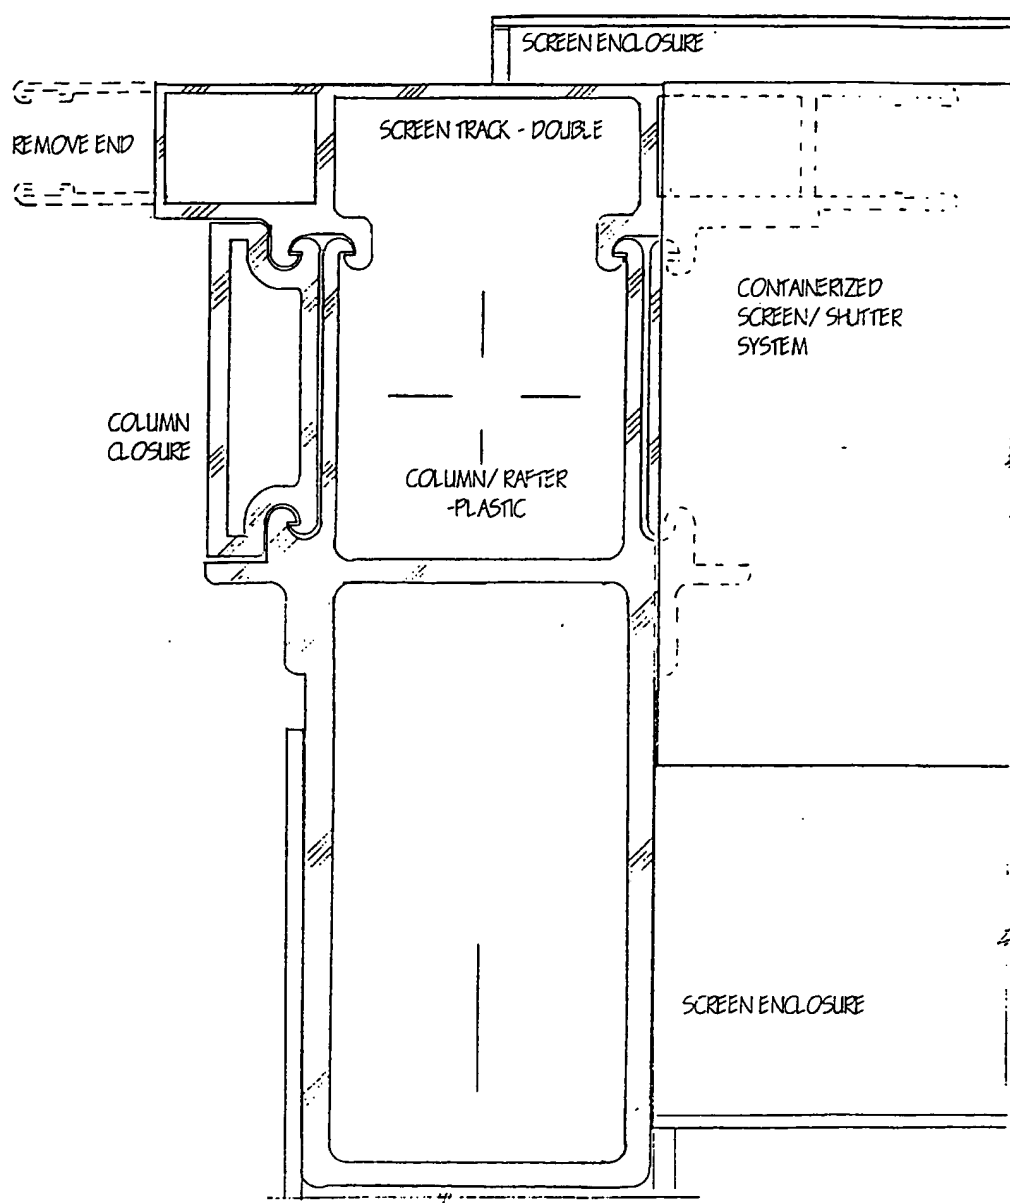 SCREEN ENCLOSURE
REMOVE END
SCREEN TRACK - DOUBLE
CONTAINERIZED
SCREEN/ SHUTTER
SYSTEM
COLUMN
CLOSURE
COLUMN/ RAFTER
-PLASTIC
SCREEN ENCLOSURE